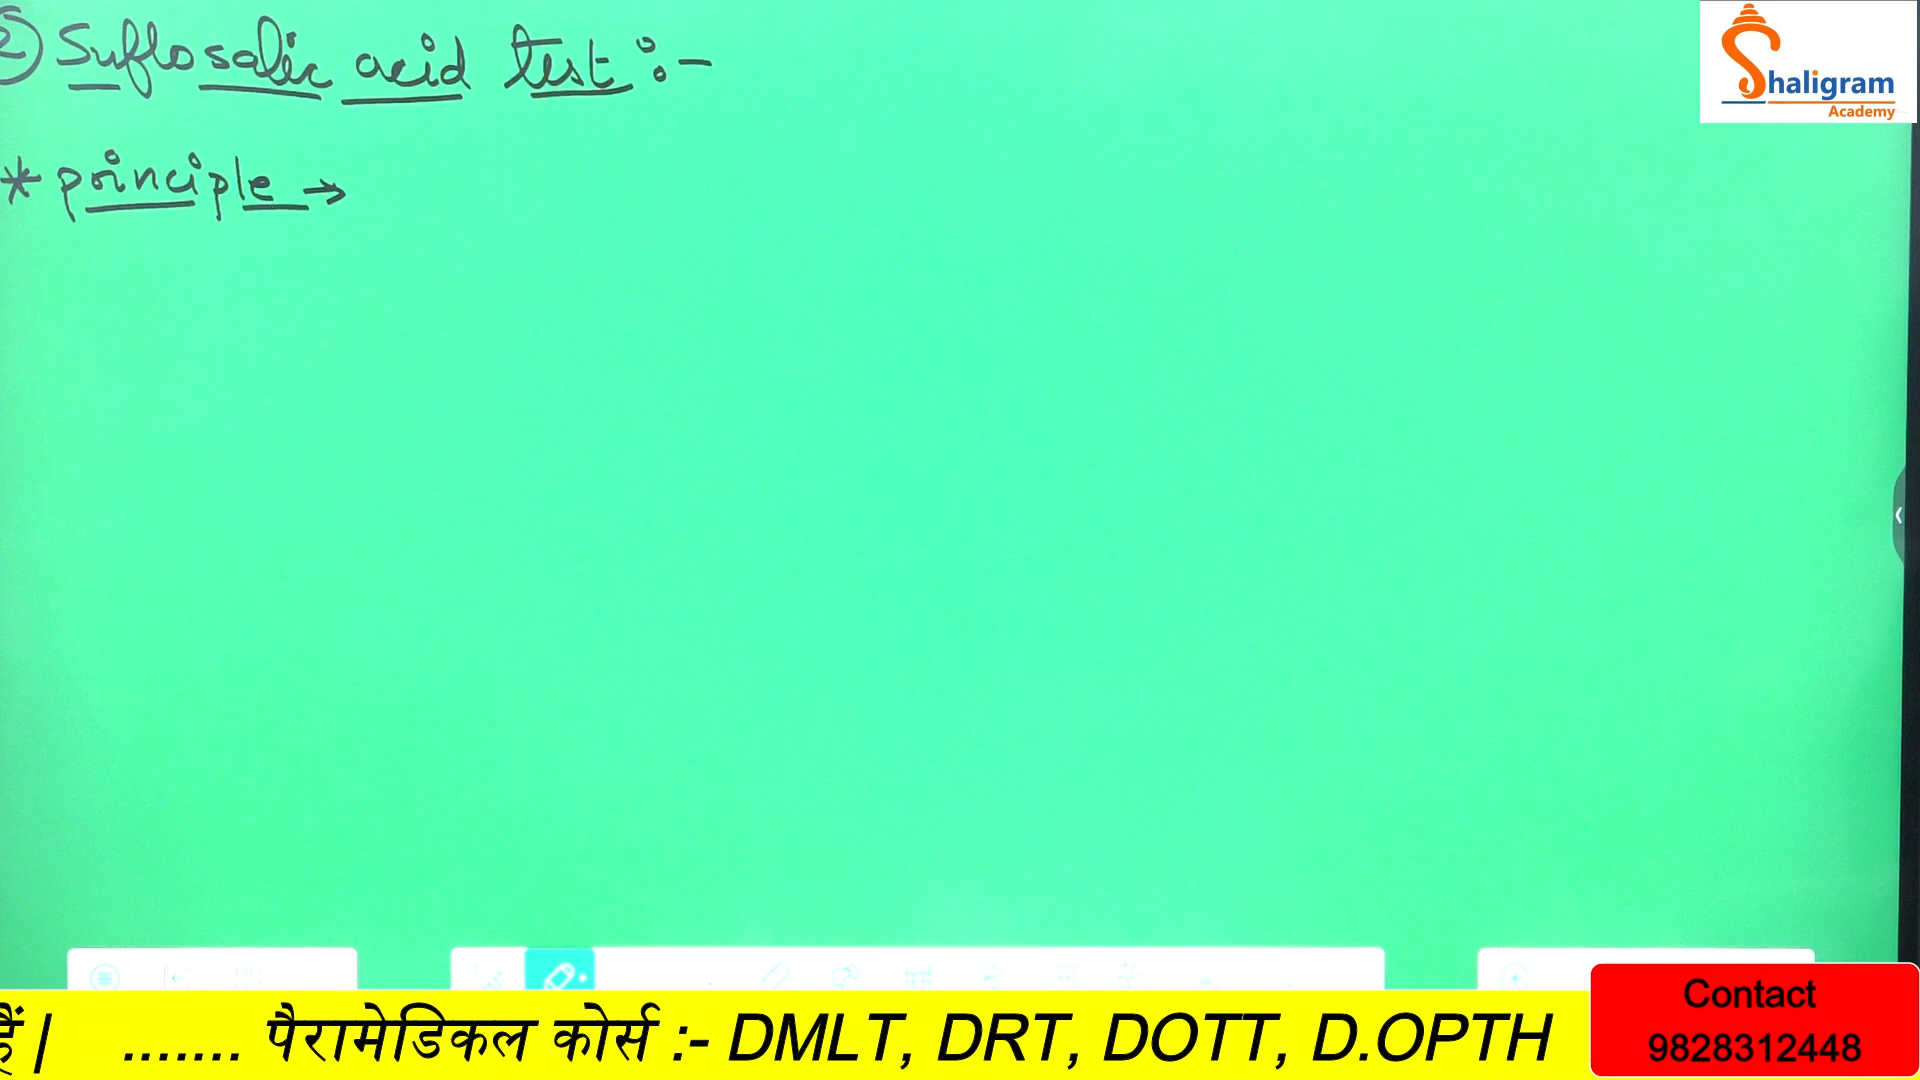 2) Suflosalic acid test :-
* principle →
Shaligram
Academy
हैं |     ....... पैरामेडिकल कोर्स :- DMLT, DRT, DOTT, D.OPTH
Contact
9828312448